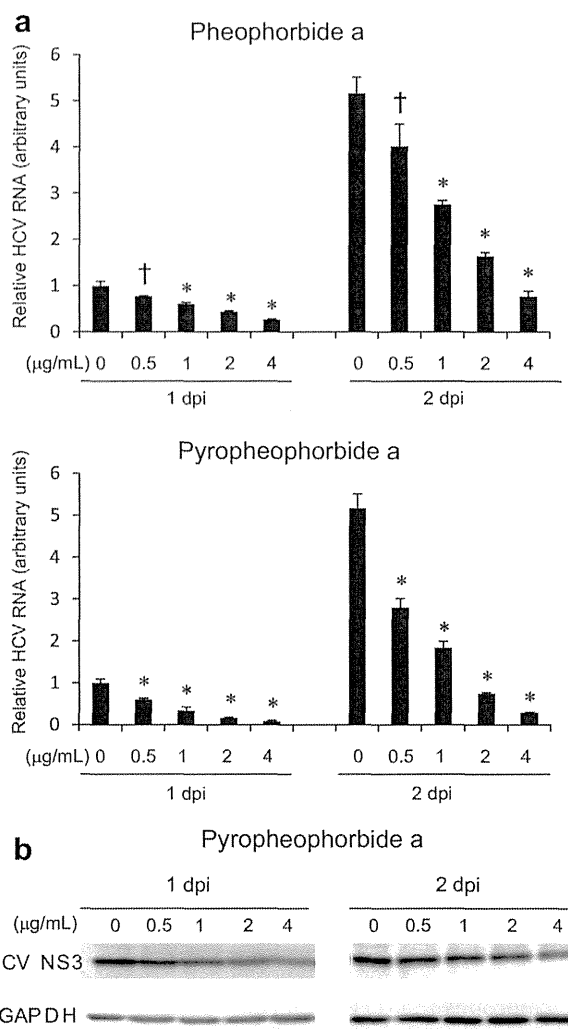 a
Pheophorbide a
Relative HCV RNA (arbitrary units)
6
5
4
3
2
1
0
†
*
*
*
†
*
*
*
(μg/mL) 0 0.5 1 2 4 0 0.5 1 2 4
1 dpi 2 dpi
Pyropheophorbide a
Relative HCV RNA (arbitrary units)
6
5
4
3
2
1
0
*
*
*
*
*
*
*
*
(μg/mL) 0 0.5 1 2 4 0 0.5 1 2 4
1 dpi 2 dpi
b
Pyropheophorbide a
1 dpi 2 dpi
(μg/mL) 0 0.5 1 2 4 0 0.5 1 2 4
CV NS3
GAPDH